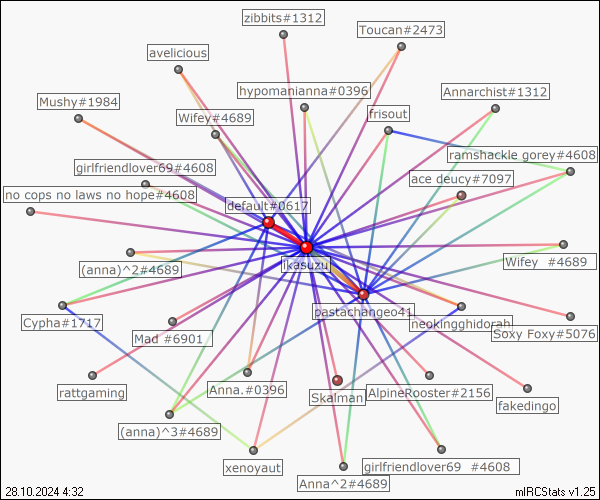 zibbits#1312
Toucan#2473
avelicious
hypomanianna#0396
Annarchist#1312
Mushy#1984
Wifey#4689
frisout
girlfriendlover69#4608
ramshackle gorey#4608
ace deucy#7097
no cops no laws no hope#4608
default#0617
(anna)^2#4689
ikasuzu
Wifey #4689
pastachangeo41
neokingghidorah
Cypha#1717
Mad #6901
Soxy Foxy#5076
rattgaming
Anna.#0396
Skalman
AlpineRooster#2156
fakedingo
(anna)^3#4689
xenoyaut
girlfriendlover69 #4608
Anna^2#4689
28.10.2024 4:32
mIRCStats v1.25